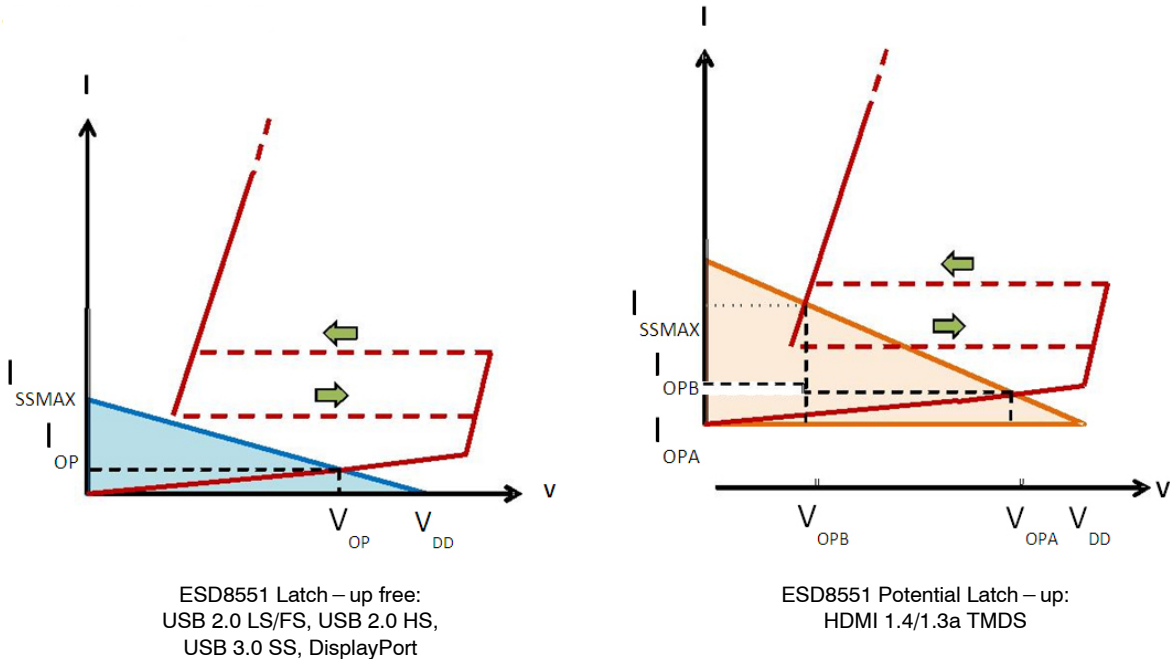 I
I
SSMAX
I
OP
V
OP
V
DD
V
ESD8551 Latch – up free:
USB 2.0 LS/FS, USB 2.0 HS,
USB 3.0 SS, DisplayPort
I
I
SSMAX
I
OPB
I
OPA
V
OPB
V
OPA
V
DD
V
ESD8551 Potential Latch – up:
HDMI 1.4/1.3a TMDS